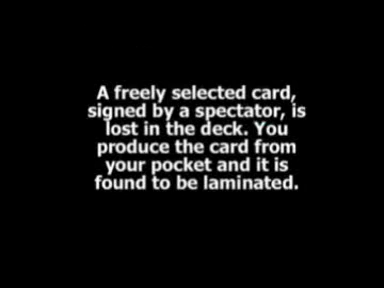 A freely selected card,
signed by a spectator, is
lost in the deck. You
produce the card from
your pocket and it is
found to be laminated.